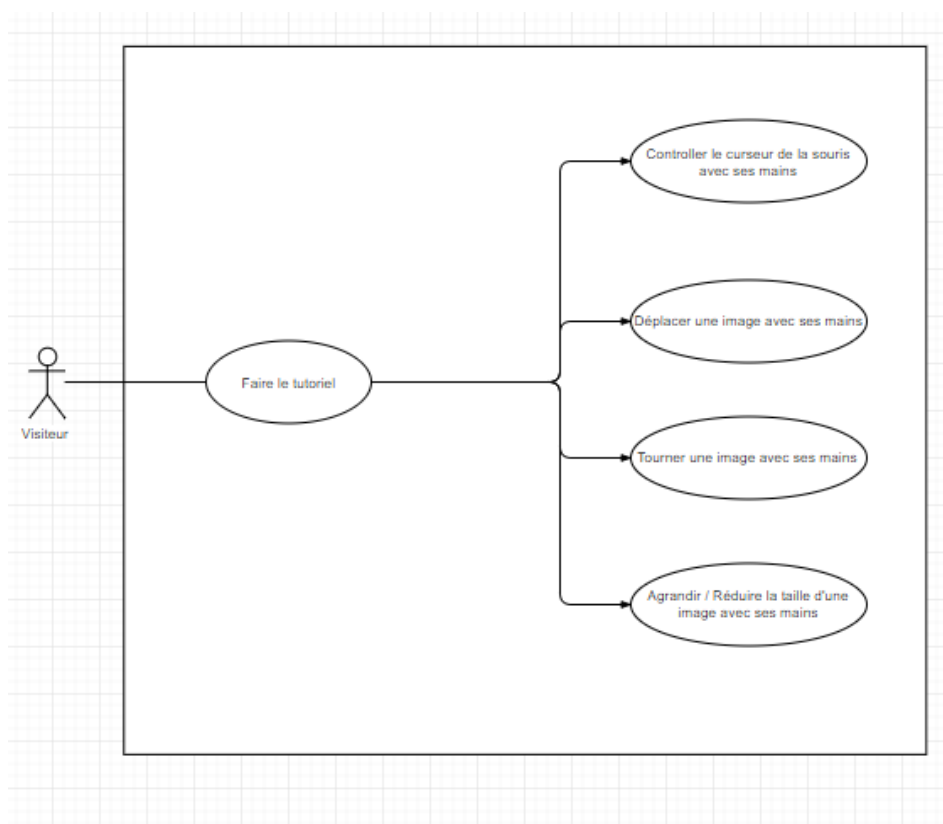 Controller le curseur de la souris
avec ses mains
Déplacer une image avec ses mains
Faire le tutoriel
Visiteur
Tourner une image avec ses mains
Agrandir / Réduire la taille d'une
image avec ses mains